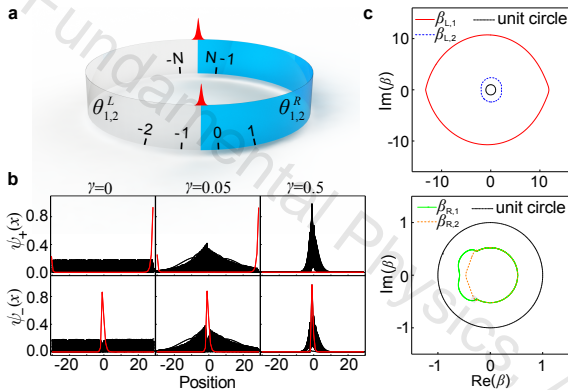 a
-N N-1
θ^L_{1,2} θ^R_{1,2}
-2 -1 0 1
b
γ=0 γ=0.05 γ=0.5
ψ₊(x)
0.8
0.4
0.0
ψ₋(x)
0.8
0.4
0
-20 0 20 -20 0 20 -20 0 20
Position
c
β_{L,1} unit circle
β_{L,2}
Im(β)
10
0
-10
-10 0 10
β_{R,1} unit circle
β_{R,2}
Im(β)
1
0
-1
-1 0 1
Re(β)
Fundamental Physics,